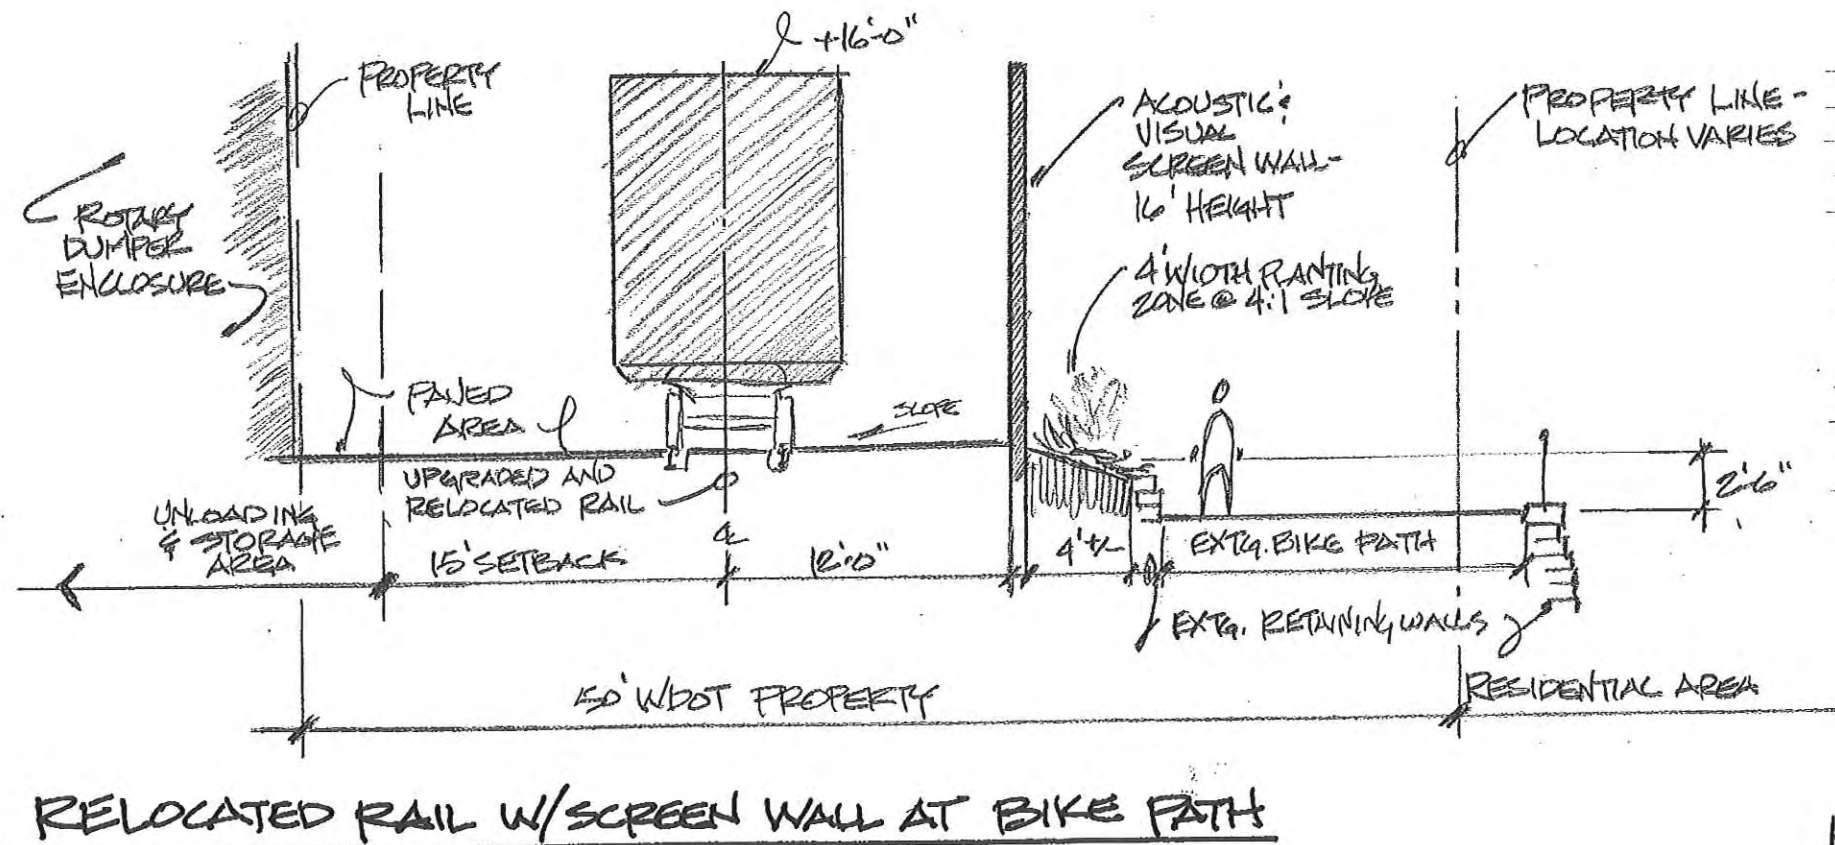 +16'-0"
PROPERTY
LINE
ACOUSTIC &
VISUAL
SCREEN WALL-
16' HEIGHT
PROPERTY LINE -
LOCATION VARIES
ROTARY
DUMPER
ENCLOSURE
4' WIDTH PLANTING
ZONE @ 4:1 SLOPE
PAVED
AREA
SLOPE
UPGRADED AND
RELOCATED RAIL
2'-6"
UNLOADING
& STORAGE
AREA
15' SETBACK
CL
12'-0"
4' +/-
EXTG. BIKE PATH
EXTG. RETAINING WALLS
50' WDOT PROPERTY
RESIDENTIAL AREA
RELOCATED RAIL W/SCREEN WALL AT BIKE PATH